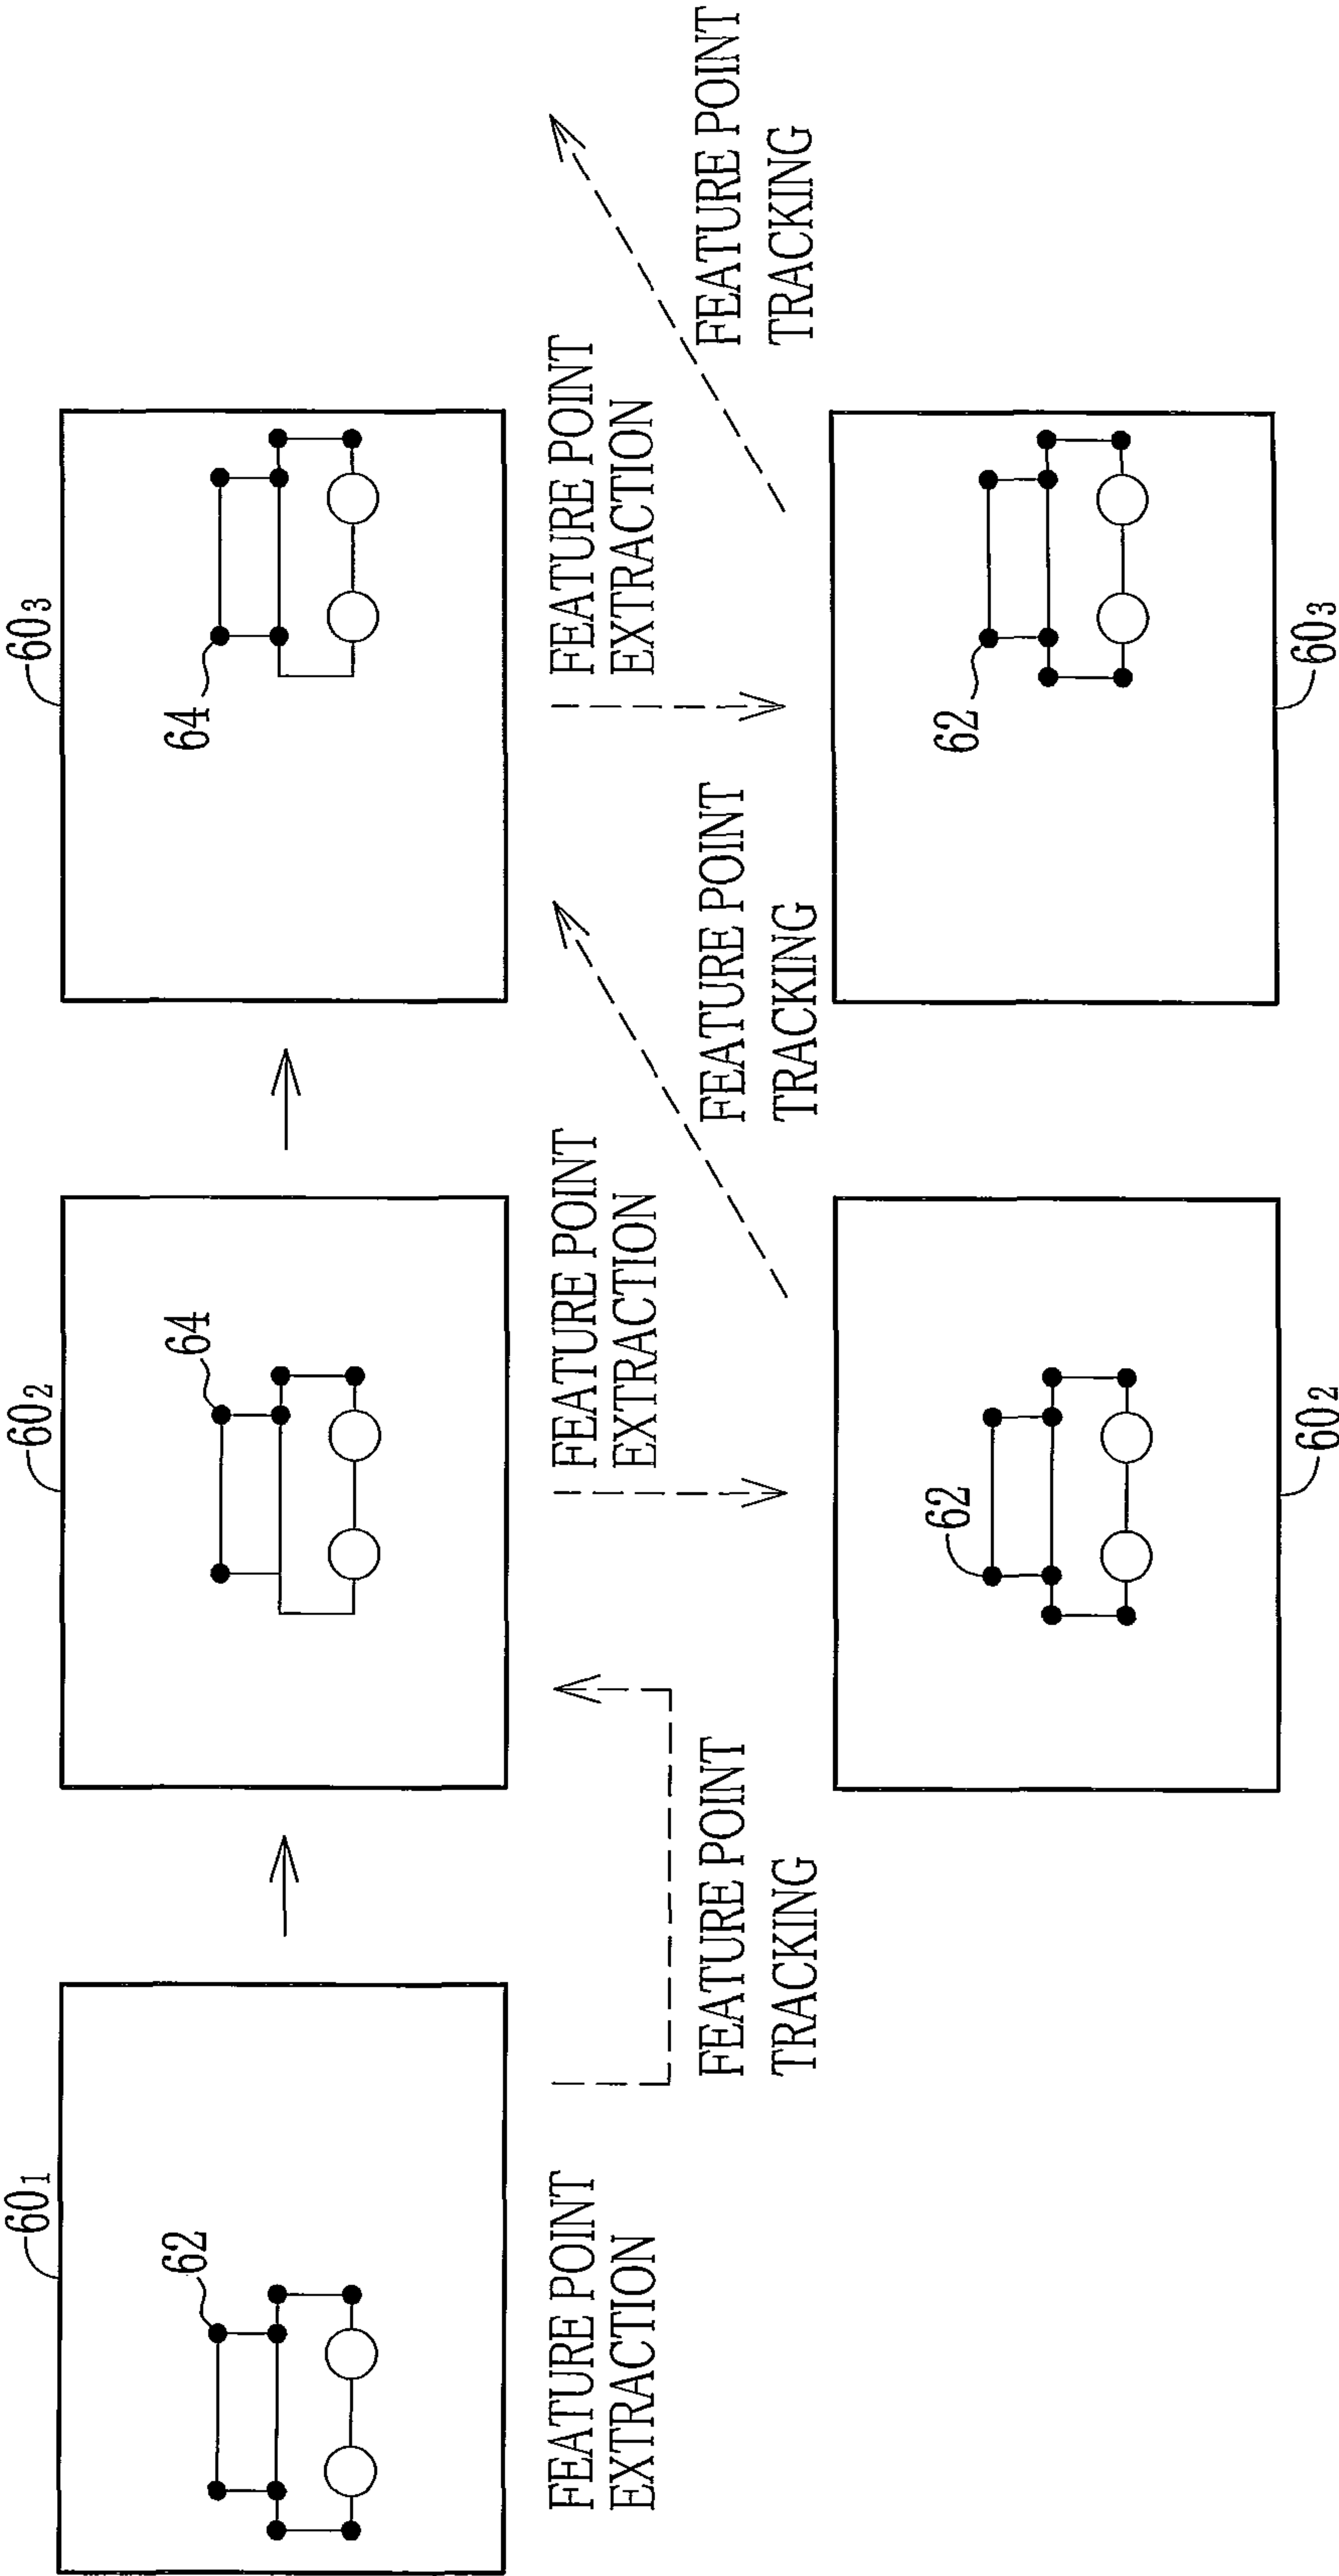 60₁
60₂
60₃
62
64
64
FEATURE POINT
EXTRACTION
FEATURE POINT
EXTRACTION
FEATURE POINT
EXTRACTION
FEATURE POINT
TRACKING
FEATURE POINT
TRACKING
FEATURE POINT
TRACKING
62
62
60₂
60₃